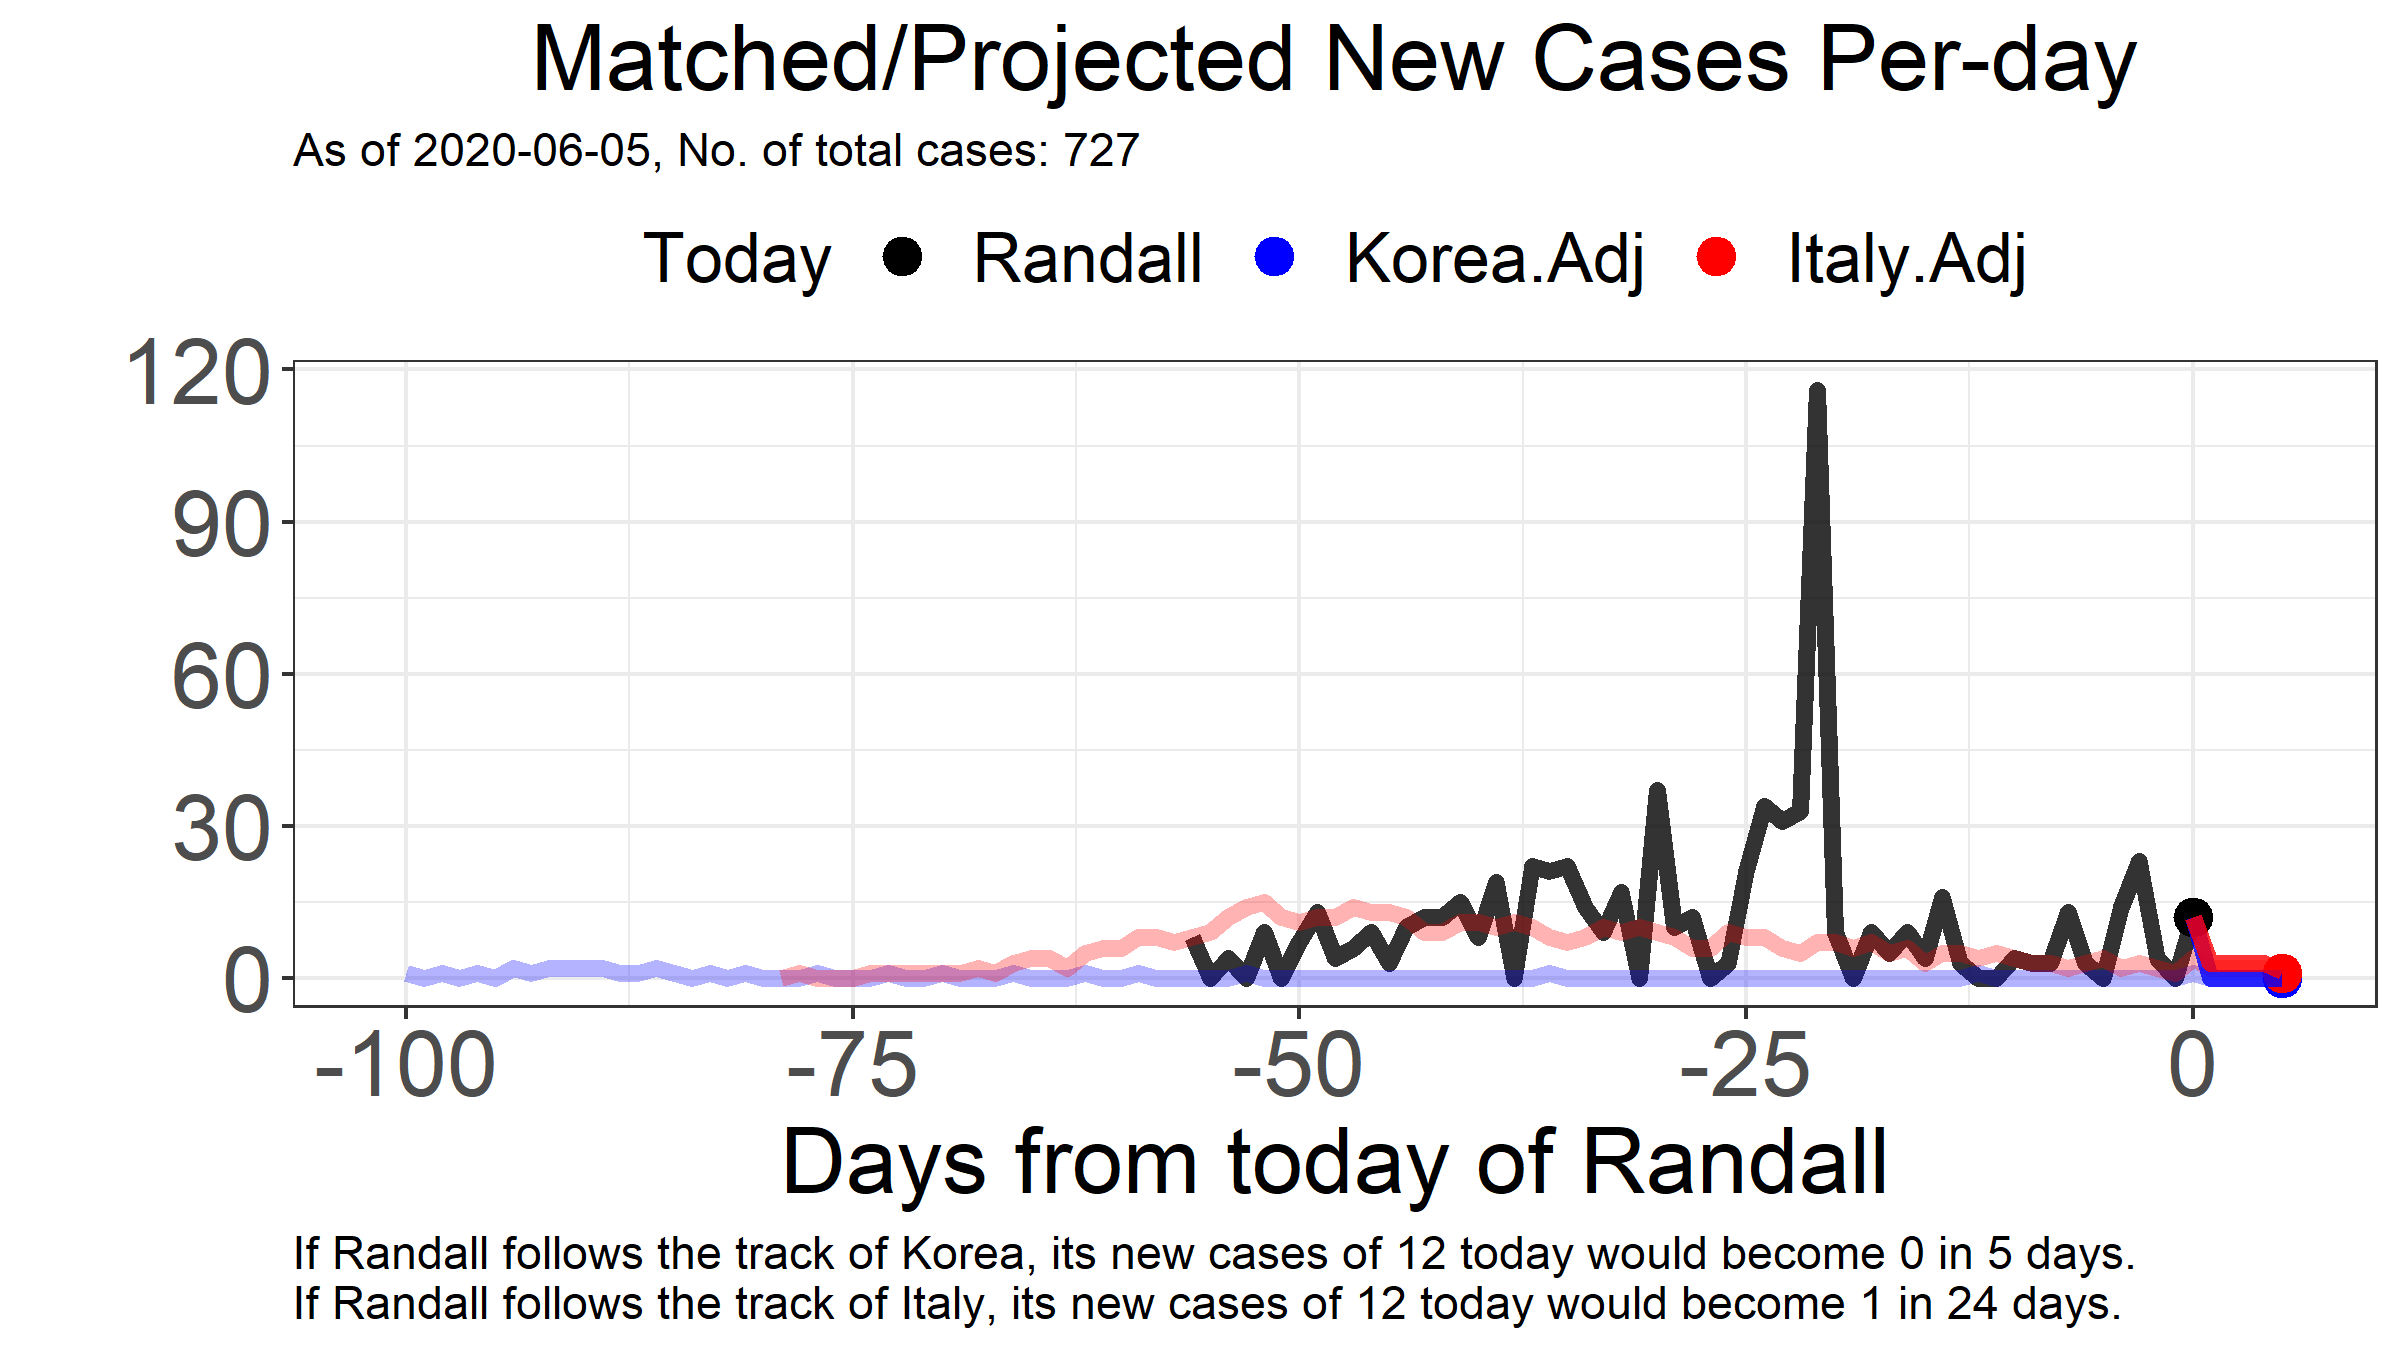 Matched/Projected New Cases Per-day
As of 2020-06-05, No. of total cases: 727
Today Randall Korea.Adj Italy.Adj
120
90
60
30
0
-100 -75 -50 -25 0
Days from today of Randall
If Randall follows the track of Korea, its new cases of 12 today would become 0 in 5 days.
If Randall follows the track of Italy, its new cases of 12 today would become 1 in 24 days.